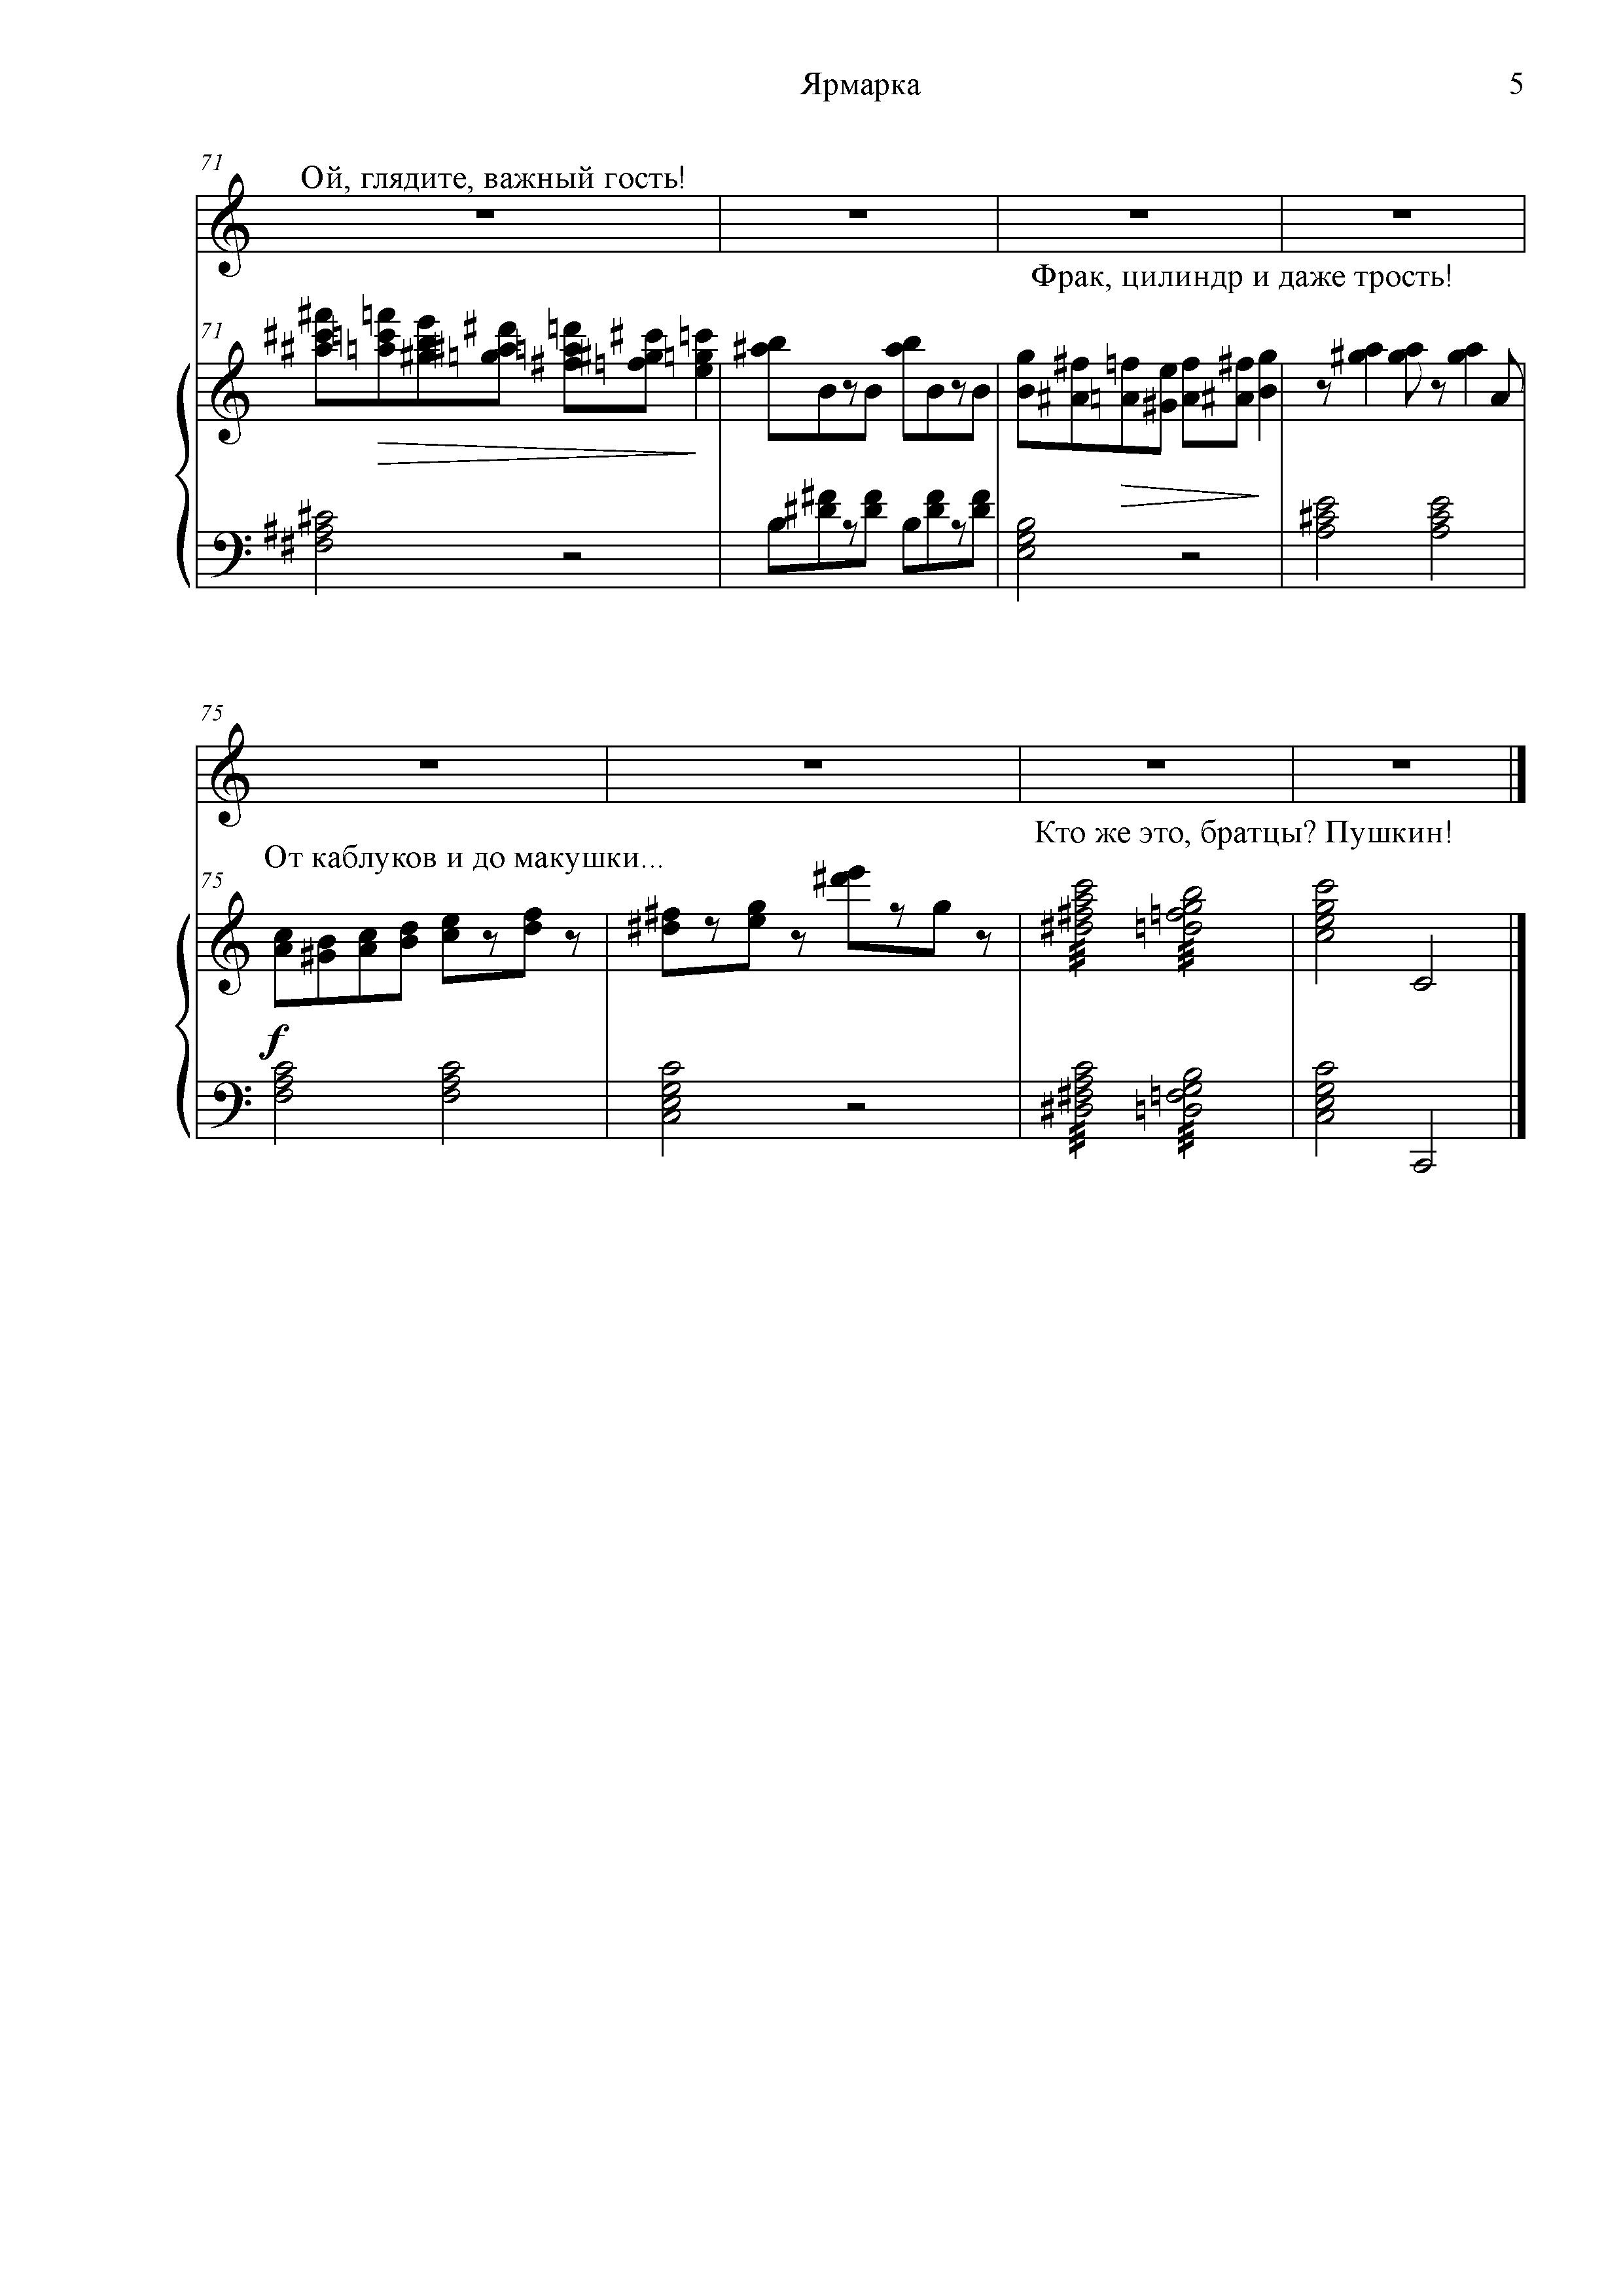 Ярмарка
5
71
Ой, глядите, важный гость!
Фрак, цилиндр и даже трость!
71
75
Кто же это, братцы? Пушкин!
От каблуков и до макушки...
75
f